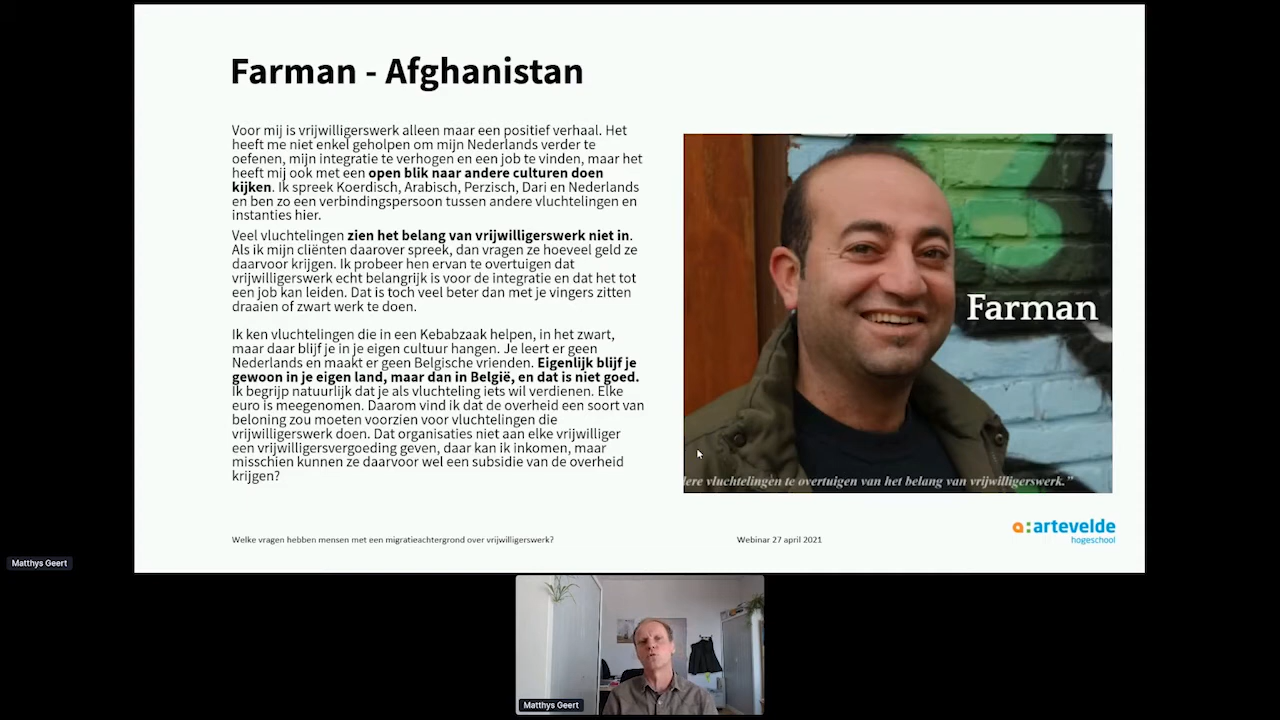 Farman - Afghanistan
Voor mij is vrijwilligerswerk alleen maar een positief verhaal. Het
heeft me niet enkel geholpen om mijn Nederlands verder te
oefenen, mijn integratie te verhogen en een job te vinden, maar het
heeft mij ook met een open blik naar andere culturen doen
kijken. Ik spreek Koerdisch, Arabisch, Perzisch, Dari en Nederlands
en ben zo een verbindingspersoon tussen andere vluchtelingen en
instanties hier.
Veel vluchtelingen zien het belang van vrijwilligerswerk niet in.
Als ik mijn cliënten daarover spreek, dan vragen ze hoeveel geld ze
daarvoor krijgen. Ik probeer hen ervan te overtuigen dat
vrijwilligerswerk echt belangrijk is voor de integratie en dat het tot
een job kan leiden. Dat is toch veel beter dan met je vingers zitten
draaien of zwart werk te doen.
Ik ken vluchtelingen die in een Kebabzaak helpen, in het zwart,
maar daar blijf je in je eigen cultuur hangen. Je leert er geen
Nederlands en maakt er geen Belgische vrienden. Eigenlijk blijf je
gewoon in je eigen land, maar dan in België, en dat is niet goed.
Ik begrijp natuurlijk dat je als vluchteling iets wil verdienen. Elke
euro is meegenomen. Daarom vind ik dat de overheid een soort van
beloning zou moeten voorzien voor vluchtelingen die
vrijwilligerswerk doen. Dat organisaties niet aan elke vrijwilliger
een vrijwilligersvergoeding geven, daar kan ik inkomen, maar
misschien kunnen ze daarvoor wel een subsidie van de overheid
krijgen?
Farman
vluchtelingen te overtuigen van het belang van vrijwilligerswerk.”
a:artevelde
hogeschool
Welke vragen hebben mensen met een migratieachtergrond over vrijwilligerswerk?
Webinar 27 april 2021
Matthys Geert
Matthys Geert